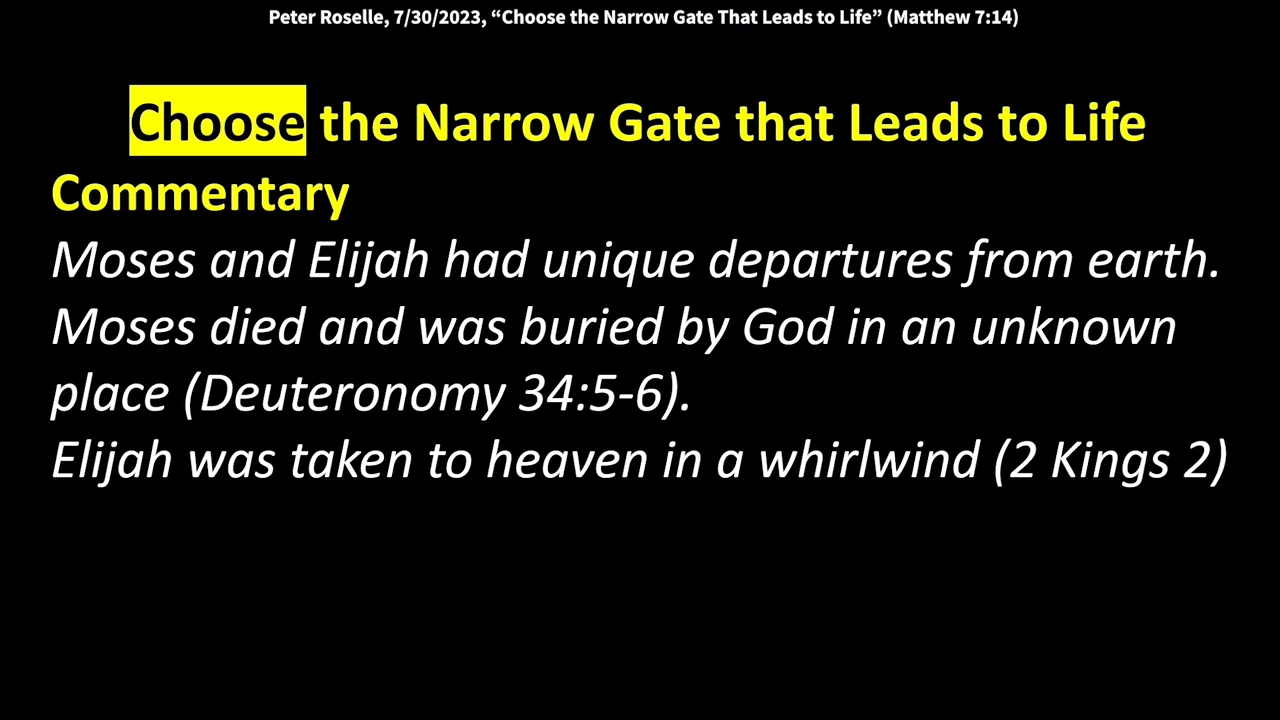 Peter Roselle, 7/30/2023, “Choose the Narrow Gate That Leads to Life” (Matthew 7:14)
Choose the Narrow Gate that Leads to Life
Commentary
Moses and Elijah had unique departures from earth.
Moses died and was buried by God in an unknown
place (Deuteronomy 34:5-6).
Elijah was taken to heaven in a whirlwind (2 Kings 2)